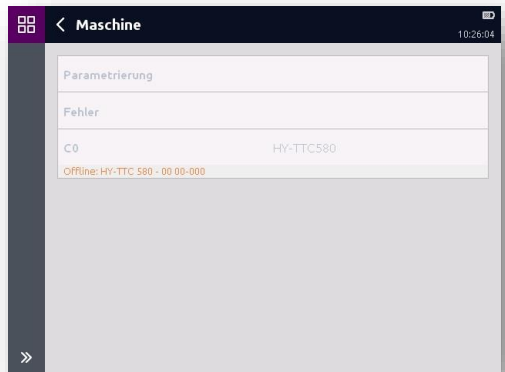 Maschine
10:26:04
Parametrierung
Fehler
C0 HY-TTC580
Offline: HY-TTC 580 - 00 00-000